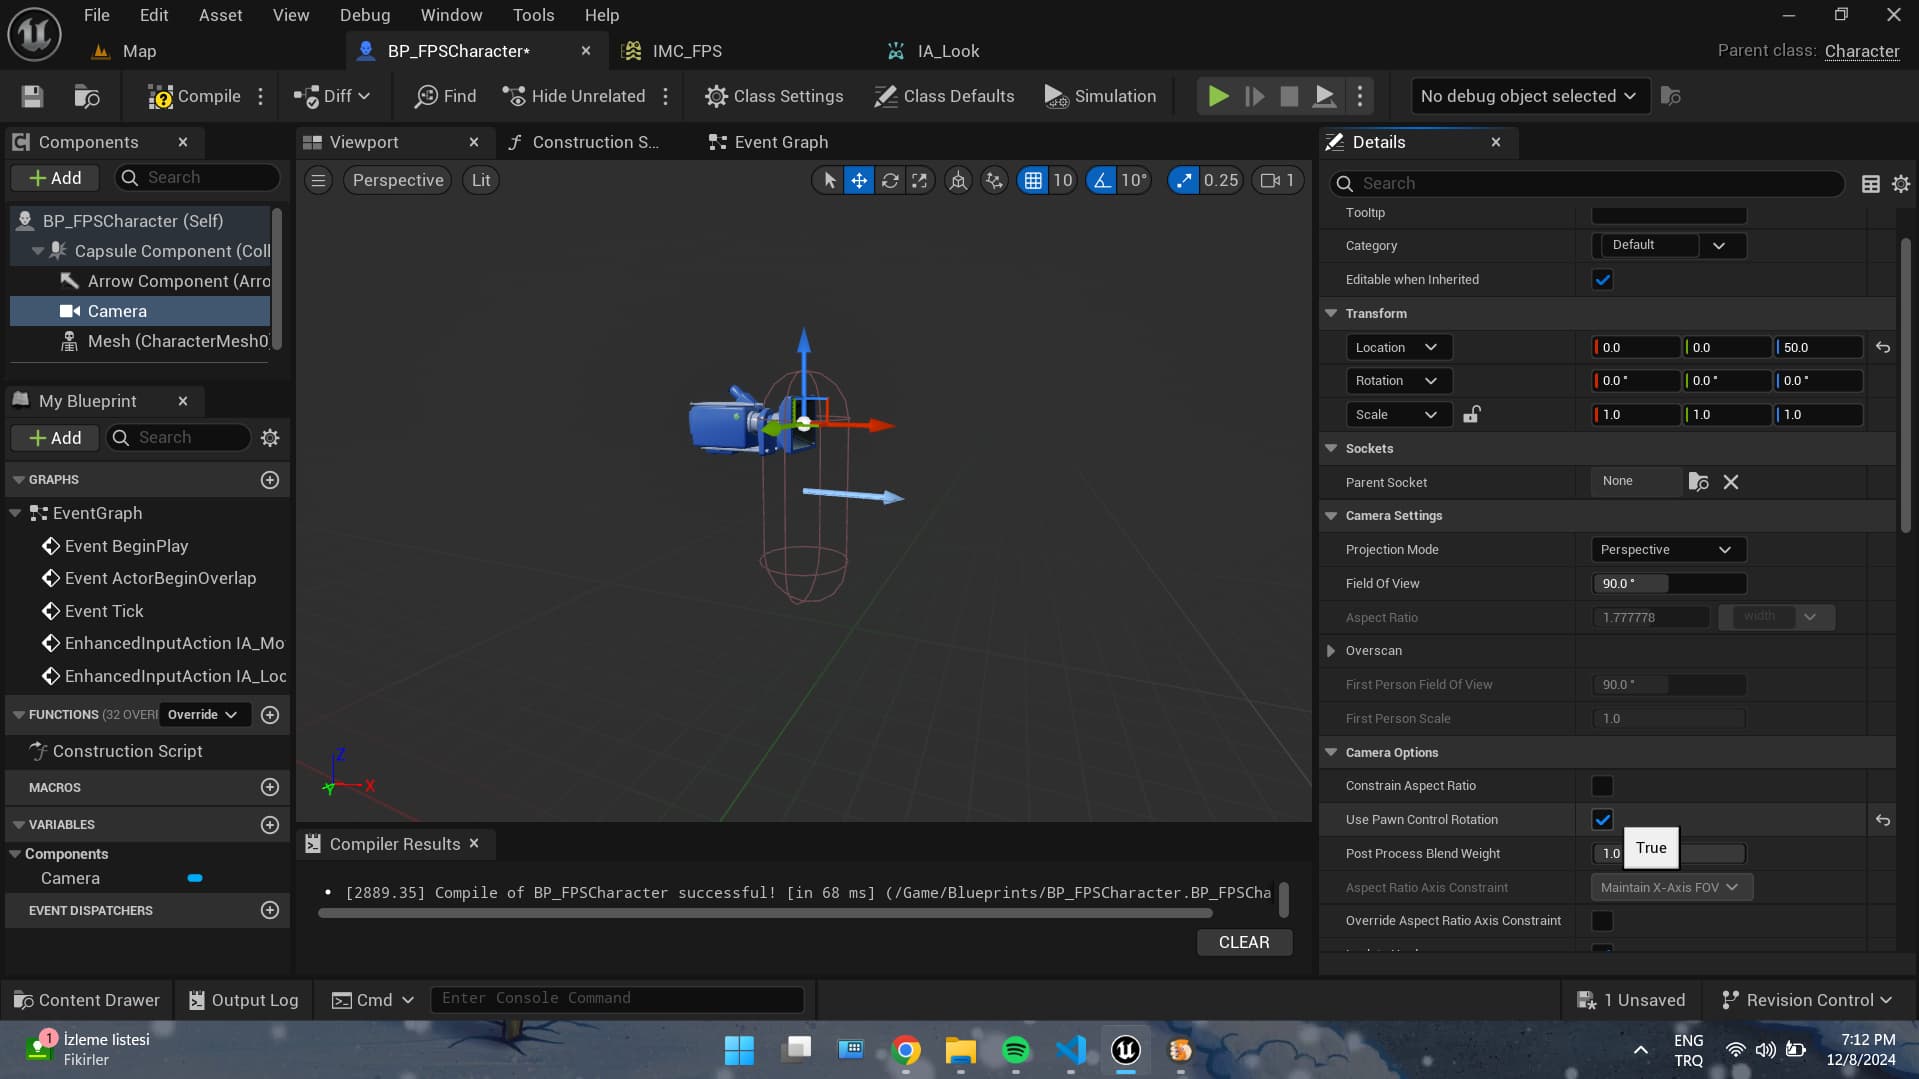 File Edit Asset View Debug Window Tools Help
Map
BP_FPSCharacter*
IMC_FPS
IA_Look
Parent class: Character
Compile
Diff
Find
Hide Unrelated
Class Settings
Class Defaults
Simulation
No debug object selected
Components
Add
Search
BP_FPSCharacter (Self)
Capsule Component (Coll
Arrow Component (Arro
Camera
Mesh (CharacterMesh0
My Blueprint
Add
Search
GRAPHS
EventGraph
Event BeginPlay
Event ActorBeginOverlap
Event Tick
EnhancedInputAction IA_Mo
EnhancedInputAction IA_Loo
FUNCTIONS (32 OVERI
Override
Construction Script
MACROS
VARIABLES
Components
Camera
EVENT DISPATCHERS
Viewport
Construction S...
Event Graph
Perspective
Lit
10
10°
0.25
1
Z
X
Y
Compiler Results
• [2889.35] Compile of BP_FPSCharacter successful! [in 68 ms] (/Game/Blueprints/BP_FPSCharacter.BP_FPSCha
CLEAR
Details
Search
Tooltip
Category Default
Editable when Inherited
Transform
Location 0.0 0.0 50.0
Rotation 0.0 ° 0.0 ° 0.0 °
Scale 1.0 1.0 1.0
Sockets
Parent Socket None
Camera Settings
Projection Mode Perspective
Field Of View 90.0 °
Aspect Ratio 1.777778 width
Overscan
First Person Field Of View 90.0 °
First Person Scale 1.0
Camera Options
Constrain Aspect Ratio
Use Pawn Control Rotation
True
Post Process Blend Weight 1.0
Aspect Ratio Axis Constraint Maintain X-Axis FOV
Override Aspect Ratio Axis Constraint
Content Drawer
Output Log
Cmd
Enter Console Command
1 Unsaved
Revision Control
1
İzleme listesi
Fikirler
ENG
TRQ
7:12 PM
12/8/2024